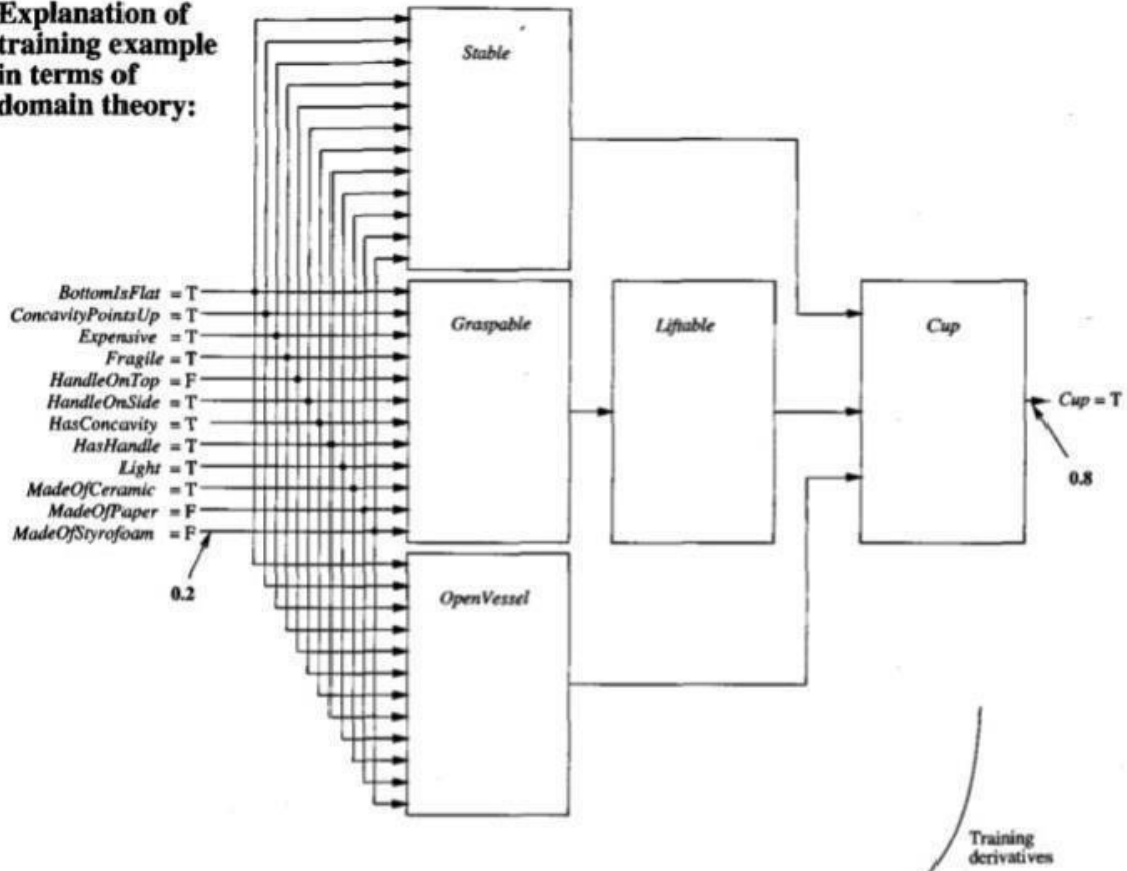 Explanation of
training example
in terms of
domain theory:
Stable
BottomIsFlat = T
ConcavityPointsUp = T
Expensive = T
Fragile = T
HandleOnTop = F
HandleOnSide = T
HasConcavity = T
HasHandle = T
Light = T
MadeOfCeramic = T
MadeOfPaper = F
MadeOfStyrofoam = F
0.2
Graspable
Liftable
Cup
Cup = T
0.8
OpenVessel
Training
derivatives